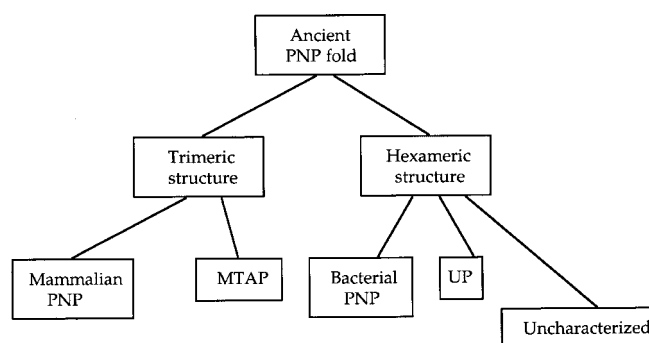 Ancient
PNP fold
Trimeric
structure
Hexameric
structure
Mammalian
PNP
MTAP
Bacterial
PNP
UP
Uncharacterized